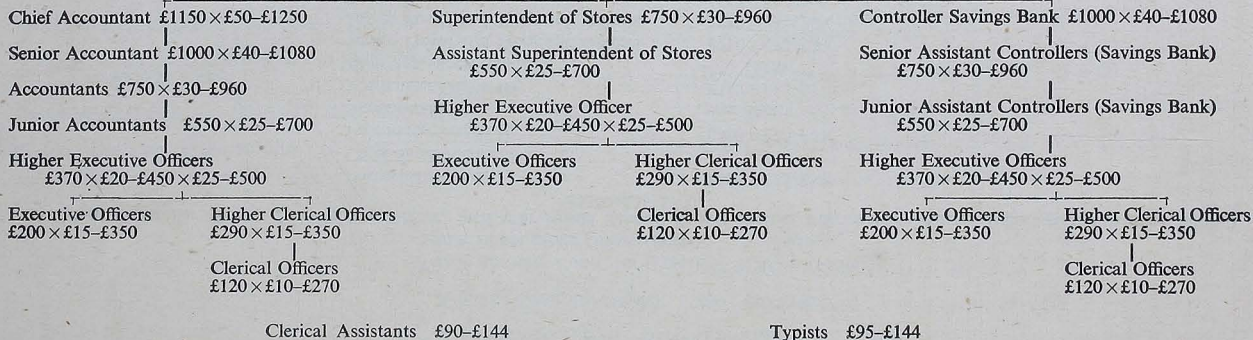 Chief Accountant £1150 × £50–£1250
Senior Accountant £1000 × £40–£1080
Accountants £750 × £30–£960
Junior Accountants £550 × £25–£700
Higher Executive Officers
£370 × £20–£450 × £25–£500
Executive Officers
£200 × £15–£350
Higher Clerical Officers
£290 × £15–£350
Clerical Officers
£120 × £10–£270
Superintendent of Stores £750 × £30–£960
Assistant Superintendent of Stores
£550 × £25–£700
Higher Executive Officer
£370 × £20–£450 × £25–£500
Executive Officers
£200 × £15–£350
Higher Clerical Officers
£290 × £15–£350
Clerical Officers
£120 × £10–£270
Controller Savings Bank £1000 × £40–£1080
Senior Assistant Controllers (Savings Bank)
£750 × £30–£960
Junior Assistant Controllers (Savings Bank)
£550 × £25–£700
Higher Executive Officers
£370 × £20–£450 × £25–£500
Executive Officers
£200 × £15–£350
Higher Clerical Officers
£290 × £15–£350
Clerical Officers
£120 × £10–£270
Clerical Assistants £90–£144
Typists £95–£144